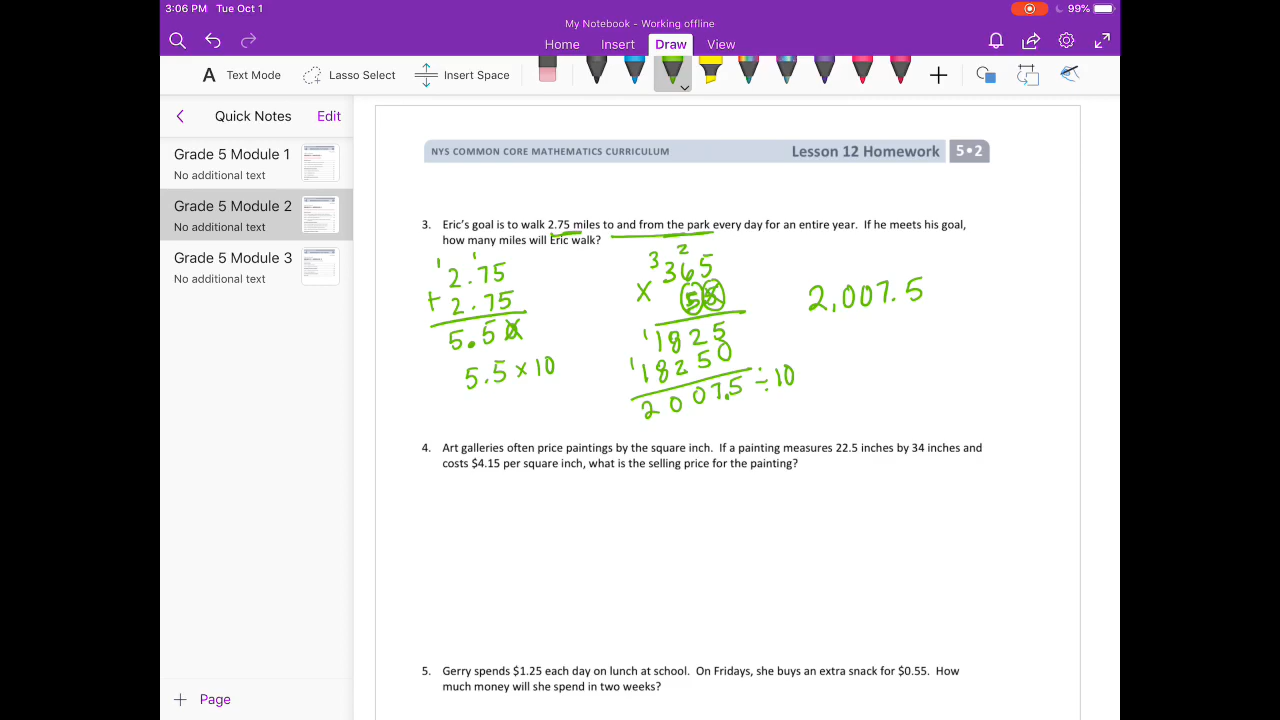 3:06 PM Tue Oct 1
99%
My Notebook - Working offline
Home Insert Draw View
A Text Mode Lasso Select Insert Space
Quick Notes Edit
Grade 5 Module 1
No additional text
Grade 5 Module 2
No additional text
Grade 5 Module 3
No additional text
Page
NYS COMMON CORE MATHEMATICS CURRICULUM Lesson 12 Homework 5•2
3. Eric's goal is to walk 2.75 miles to and from the park every day for an entire year. If he meets his goal,
how many miles will Eric walk?
1 1
2.75
+ 2.75
5.50
5.5 x 10
3 2
365
x 55
1 1825
1 18250
2007.5 ÷ 10
2,007.5
4. Art galleries often price paintings by the square inch. If a painting measures 22.5 inches by 34 inches and
costs $4.15 per square inch, what is the selling price for the painting?
5. Gerry spends $1.25 each day on lunch at school. On Fridays, she buys an extra snack for $0.55. How
much money will she spend in two weeks?